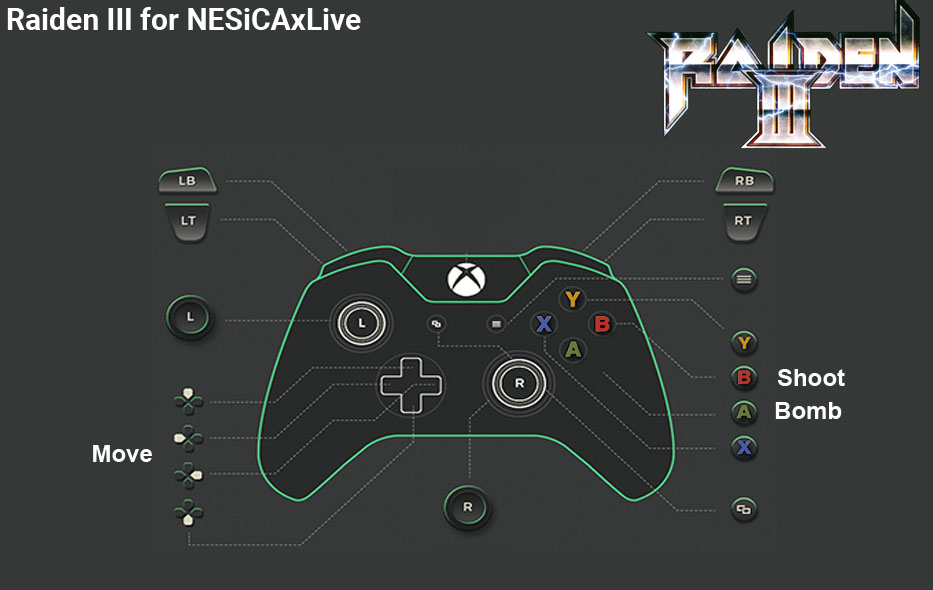 Raiden III for NESiCAxLive
RAIDEN
III
LB
RB
LT
RT
Y
L
L
X
B
Y
A
B Shoot
R
A Bomb
Move
X
R